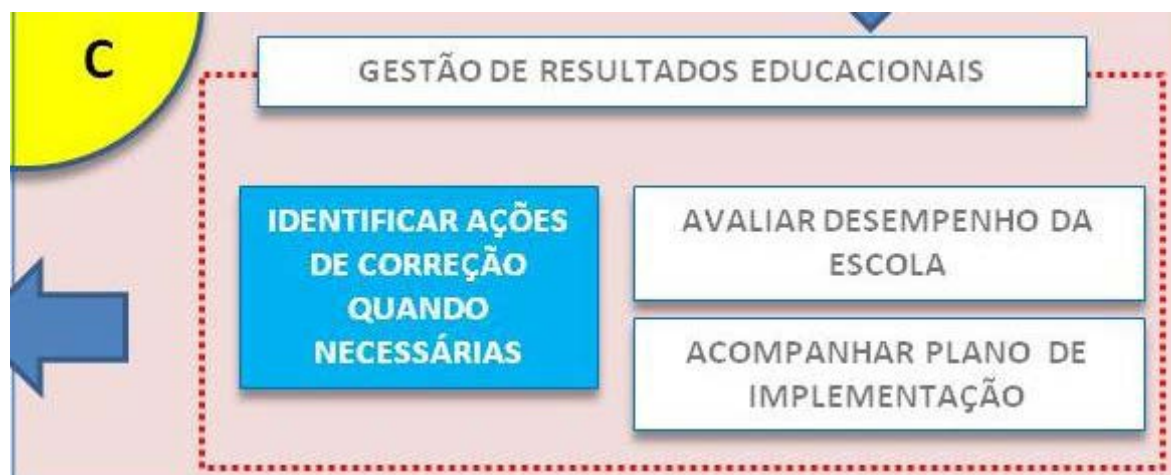 C
GESTÃO DE RESULTADOS EDUCACIONAIS
IDENTIFICAR AÇÕES
DE CORREÇÃO
QUANDO
NECESSÁRIAS
AVALIAR DESEMPENHO DA
ESCOLA
ACOMPANHAR PLANO DE
IMPLEMENTAÇÃO